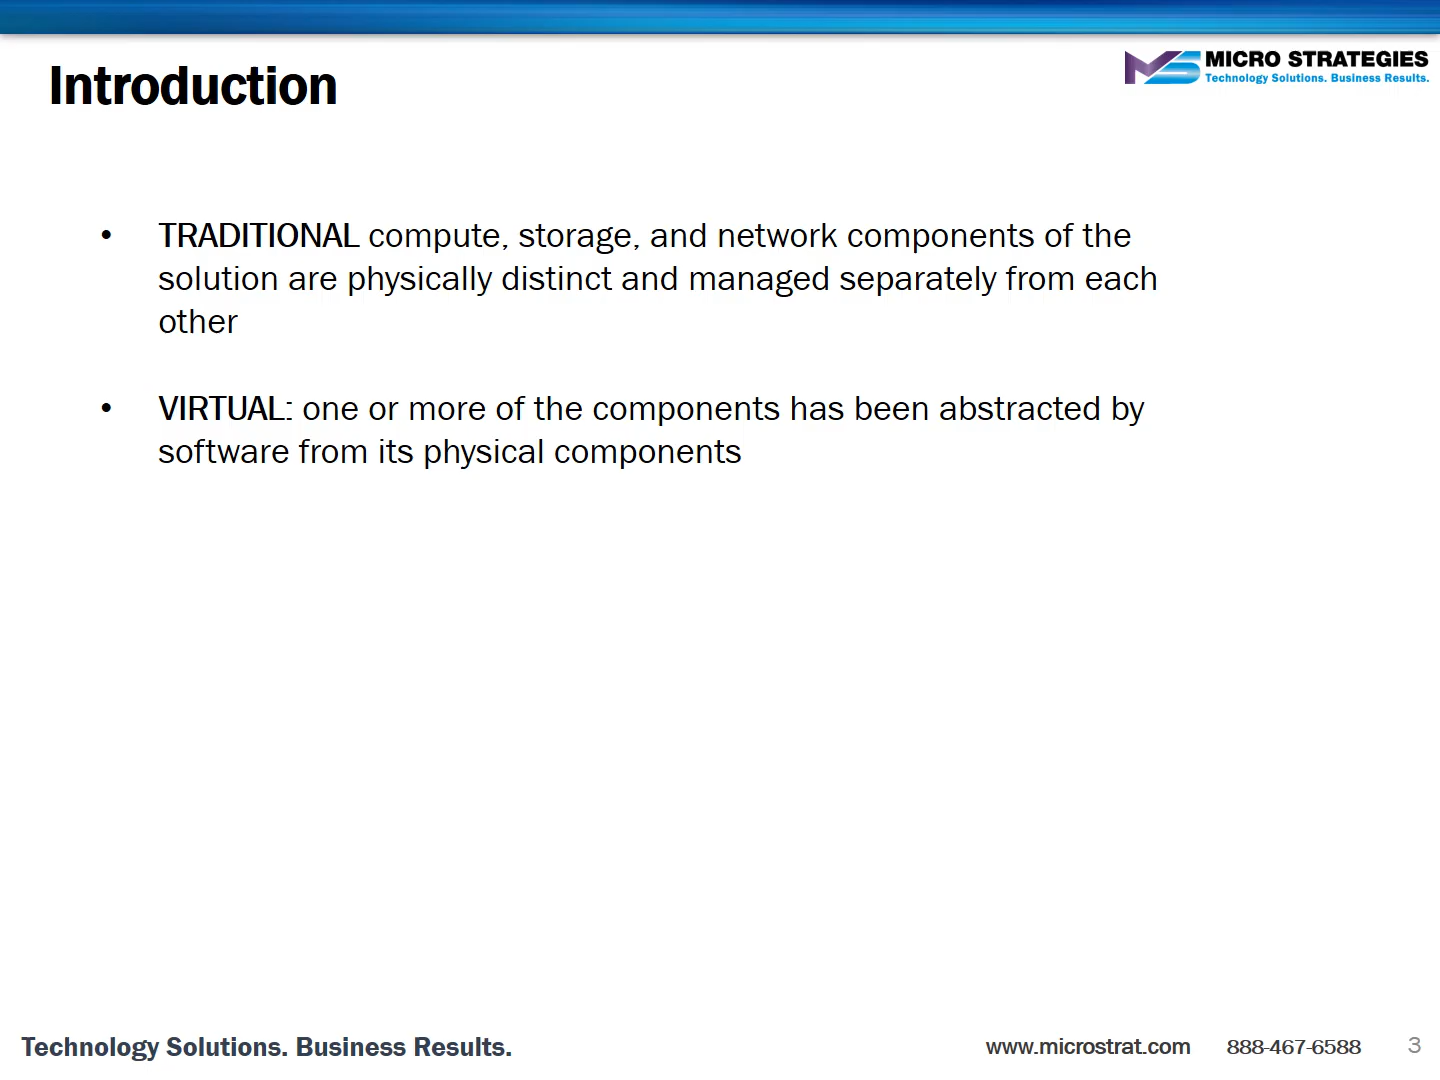 Introduction
MICRO STRATEGIES
Technology Solutions. Business Results.
• TRADITIONAL compute, storage, and network components of the
solution are physically distinct and managed separately from each
other
• VIRTUAL: one or more of the components has been abstracted by
software from its physical components
Technology Solutions. Business Results.
www.microstrat.com 888-467-6588 3